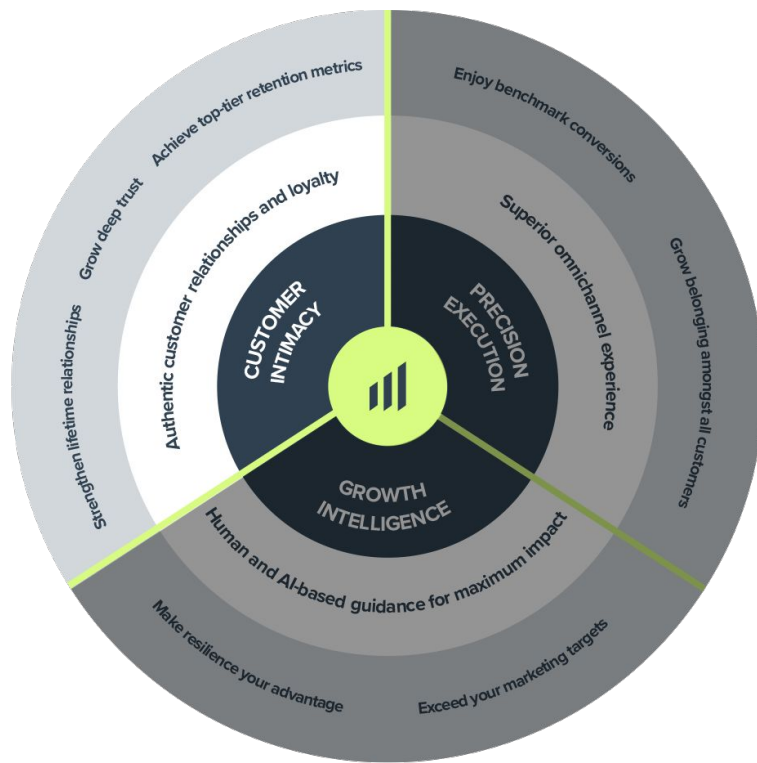 Achieve top-tier retention metrics
Grow deep trust
Strengthen lifetime relationships
Authentic customer relationships and loyalty
CUSTOMER
INTIMACY
Enjoy benchmark conversions
Grow belonging amongst all customers
Superior omnichannel experience
PRECISION
EXECUTION
GROWTH
INTELLIGENCE
Human and AI-based guidance for maximum impact
Make resilience your advantage
Exceed your marketing targets